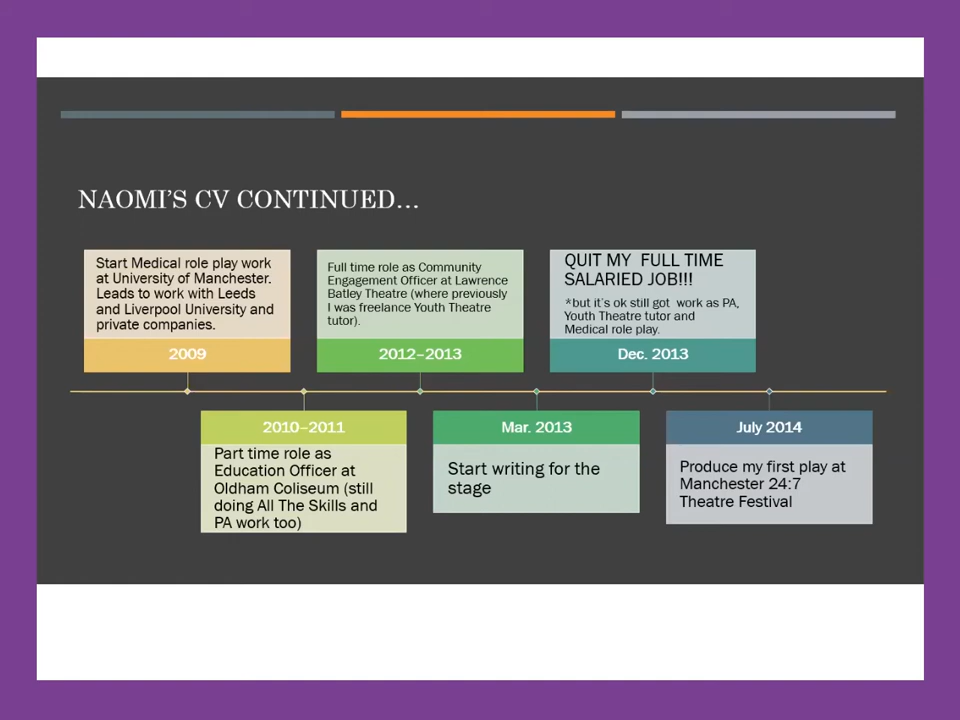 NAOMI'S CV CONTINUED...
Start Medical role play work
at University of Manchester.
Leads to work with Leeds
and Liverpool University and
private companies.
2009
2010–2011
Part time role as
Education Officer at
Oldham Coliseum (still
doing All The Skills and
PA work too)
Full time role as Community
Engagement Officer at Lawrence
Batley Theatre (where previously
I was freelance Youth Theatre
tutor).
2012–2013
Mar. 2013
Start writing for the
stage
QUIT MY FULL TIME
SALARIED JOB!!!
*but it's ok still got work as PA,
Youth Theatre tutor and
Medical role play.
Dec. 2013
July 2014
Produce my first play at
Manchester 24:7
Theatre Festival